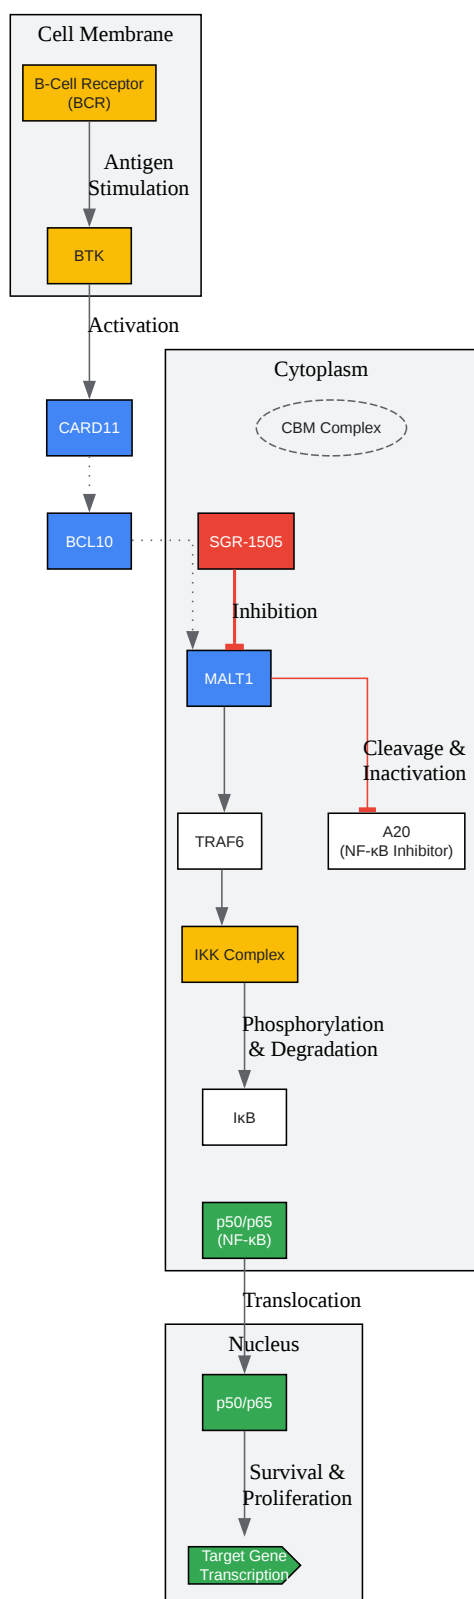 Cell Membrane
B-Cell Receptor
(BCR)
Antigen
Stimulation
BTK
Activation
Cytoplasm
CARD11
CBM Complex
BCL10
SGR-1505
Inhibition
MALT1
Cleavage &
Inactivation
TRAF6
A20
(NF-κB Inhibitor)
IKK Complex
Phosphorylation
& Degradation
IκB
p50/p65
(NF-κB)
Translocation
Nucleus
p50/p65
Survival &
Proliferation
Target Gene
Transcription